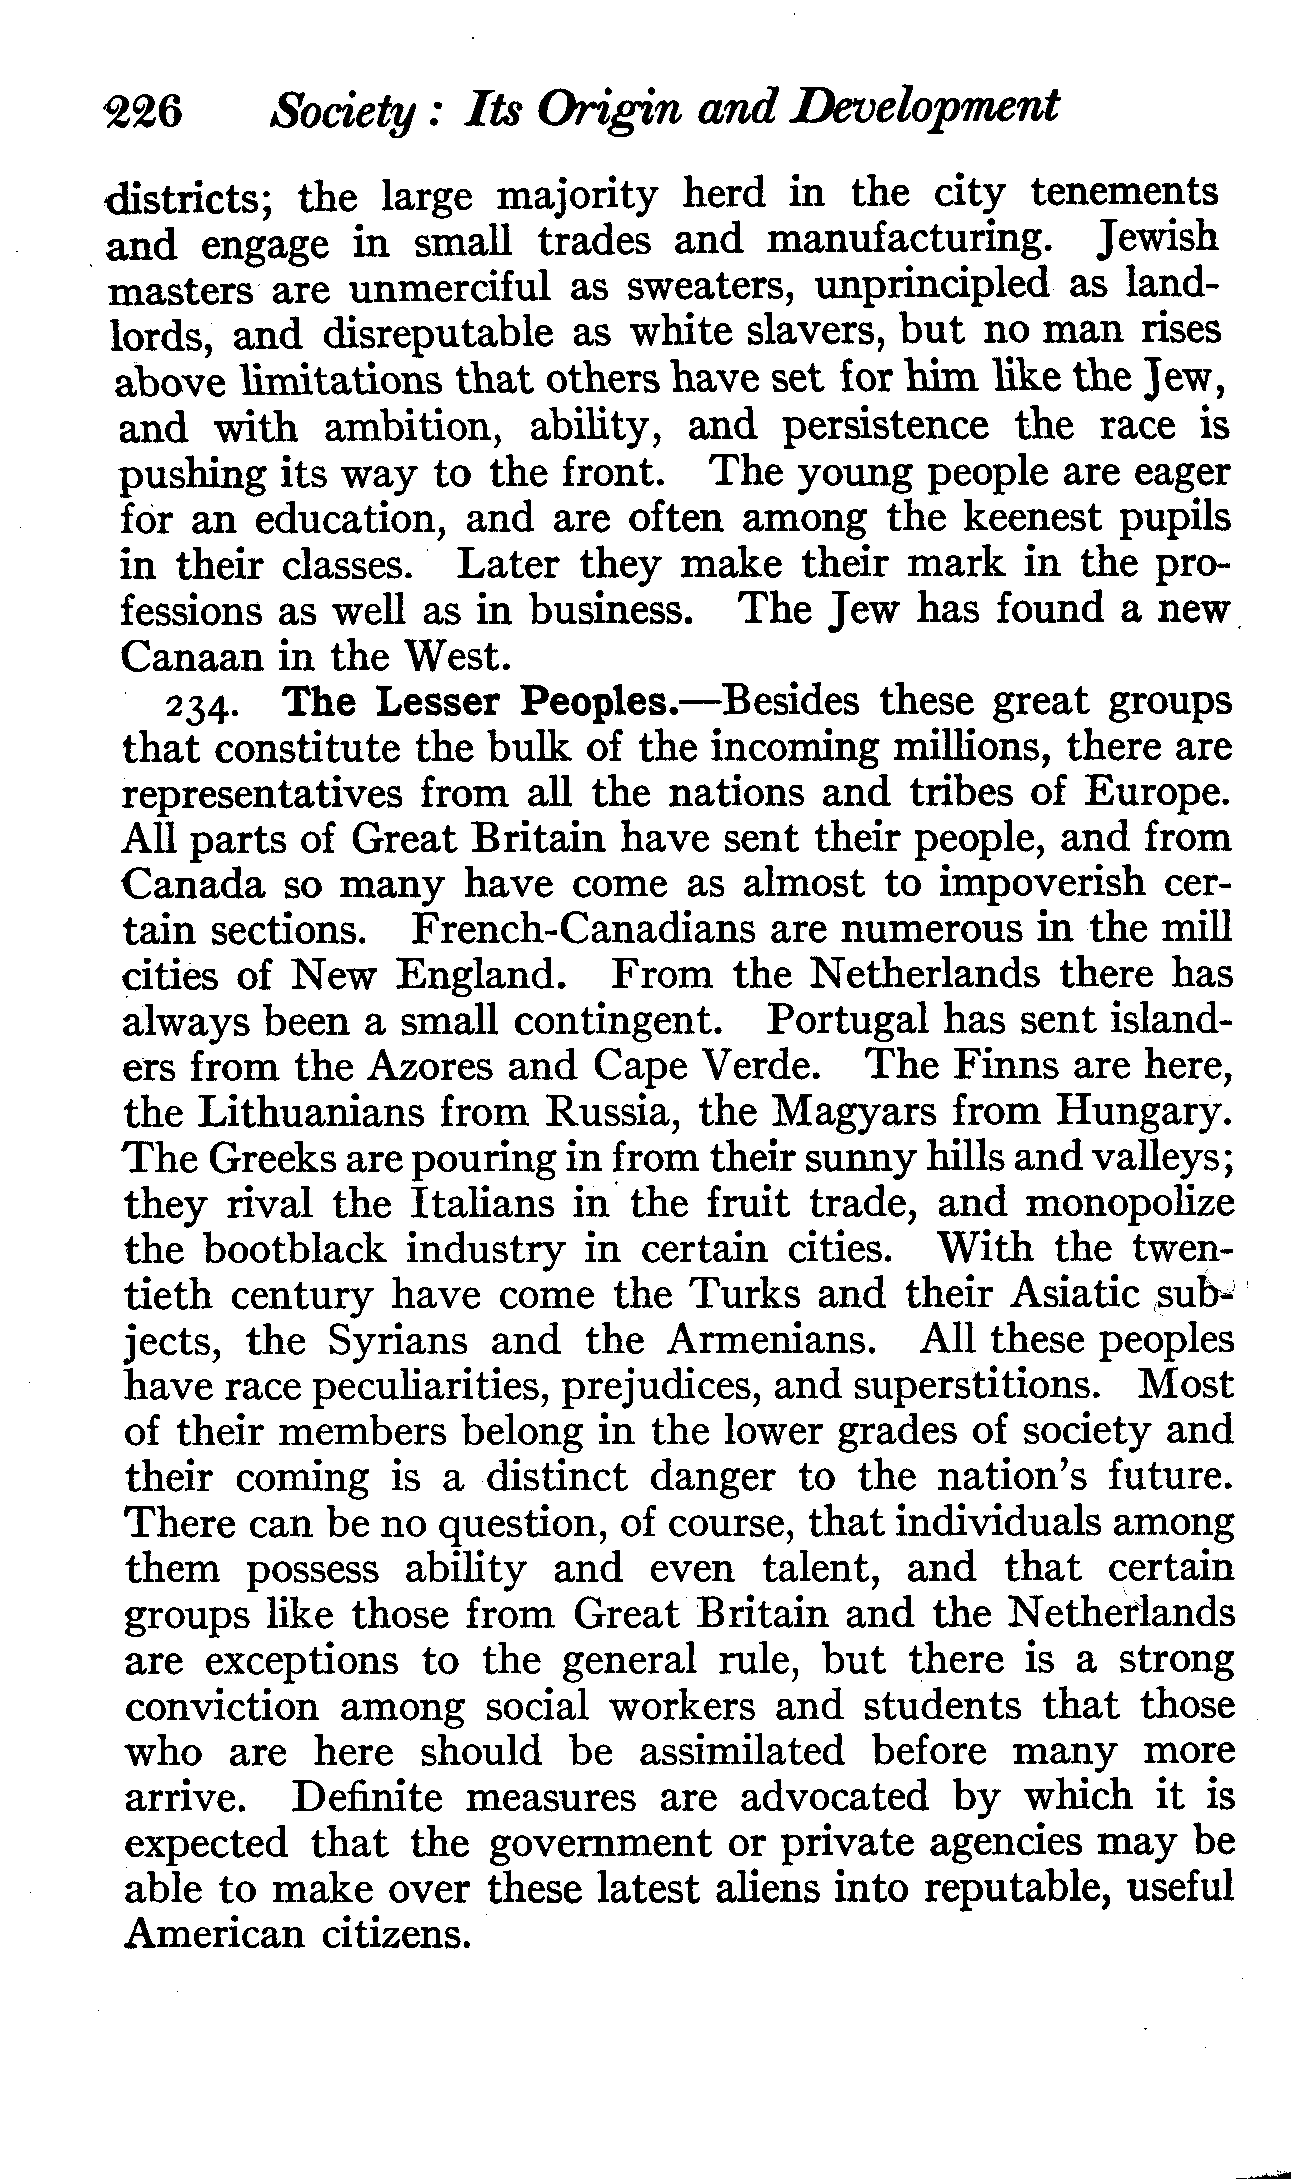 226 Society : Its Origin and Development
districts; the large majority herd in the city tenements
and engage in small trades and manufacturing. Jewish
masters are unmerciful as sweaters, unprincipled as land-
lords, and disreputable as white slavers, but no man rises
above limitations that others have set for him like the Jew,
and with ambition, ability, and persistence the race is
pushing its way to the front. The young people are eager
for an education, and are often among the keenest pupils
in their classes. Later they make their mark in the pro-
fessions as well as in business. The Jew has found a new
Canaan in the West.
234. The Lesser Peoples.—Besides these great groups
that constitute the bulk of the incoming millions, there are
representatives from all the nations and tribes of Europe.
All parts of Great Britain have sent their people, and from
Canada so many have come as almost to impoverish cer-
tain sections. French-Canadians are numerous in the mill
cities of New England. From the Netherlands there has
always been a small contingent. Portugal has sent island-
ers from the Azores and Cape Verde. The Finns are here,
the Lithuanians from Russia, the Magyars from Hungary.
The Greeks are pouring in from their sunny hills and valleys;
they rival the Italians in the fruit trade, and monopolize
the bootblack industry in certain cities. With the twen-
tieth century have come the Turks and their Asiatic sub-
jects, the Syrians and the Armenians. All these peoples
have race peculiarities, prejudices, and superstitions. Most
of their members belong in the lower grades of society and
their coming is a distinct danger to the nation's future.
There can be no question, of course, that individuals among
them possess ability and even talent, and that certain
groups like those from Great Britain and the Netherlands
are exceptions to the general rule, but there is a strong
conviction among social workers and students that those
who are here should be assimilated before many more
arrive. Definite measures are advocated by which it is
expected that the government or private agencies may be
able to make over these latest aliens into reputable, useful
American citizens.